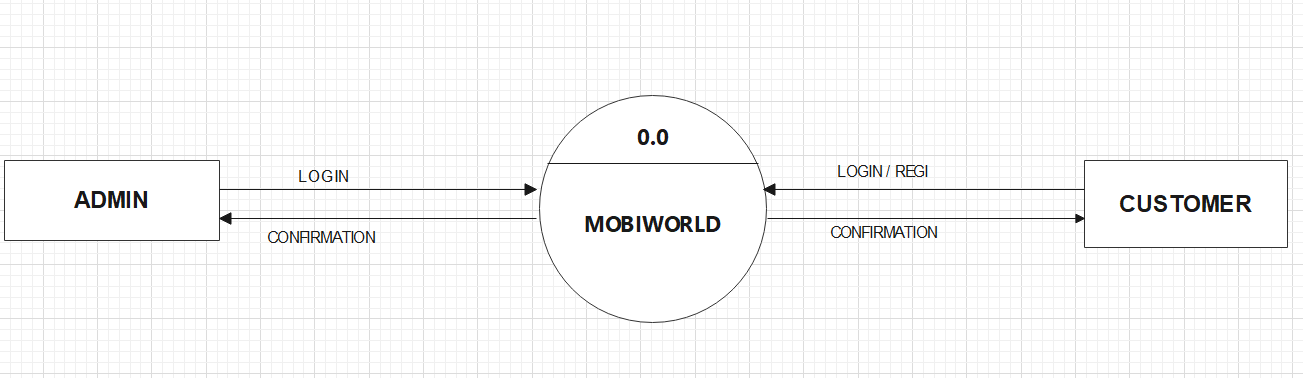 0.0
ADMIN
LOGIN
CONFIRMATION
MOBIWORLD
LOGIN / REGI
CONFIRMATION
CUSTOMER